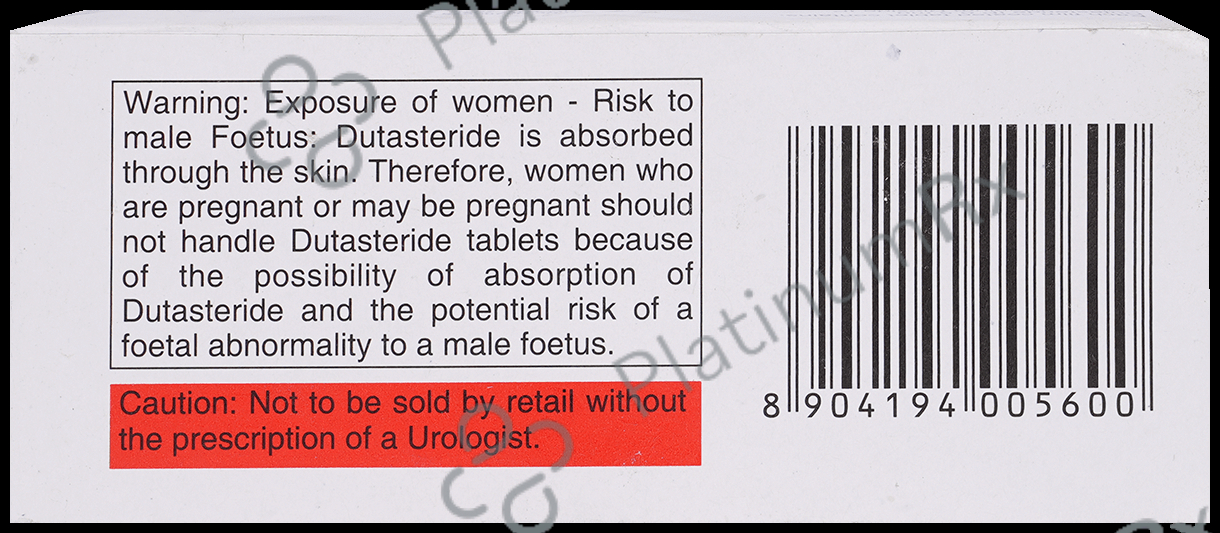 Warning: Exposure of women - Risk to
male Foetus: Dutasteride is absorbed
through the skin. Therefore, women who
are pregnant or may be pregnant should
not handle Dutasteride tablets because
of the possibility of absorption of
Dutasteride and the potential risk of a
foetal abnormality to a male foetus.
Caution: Not to be sold by retail without
the prescription of a Urologist.
8 904194 005600
PlatinumRx